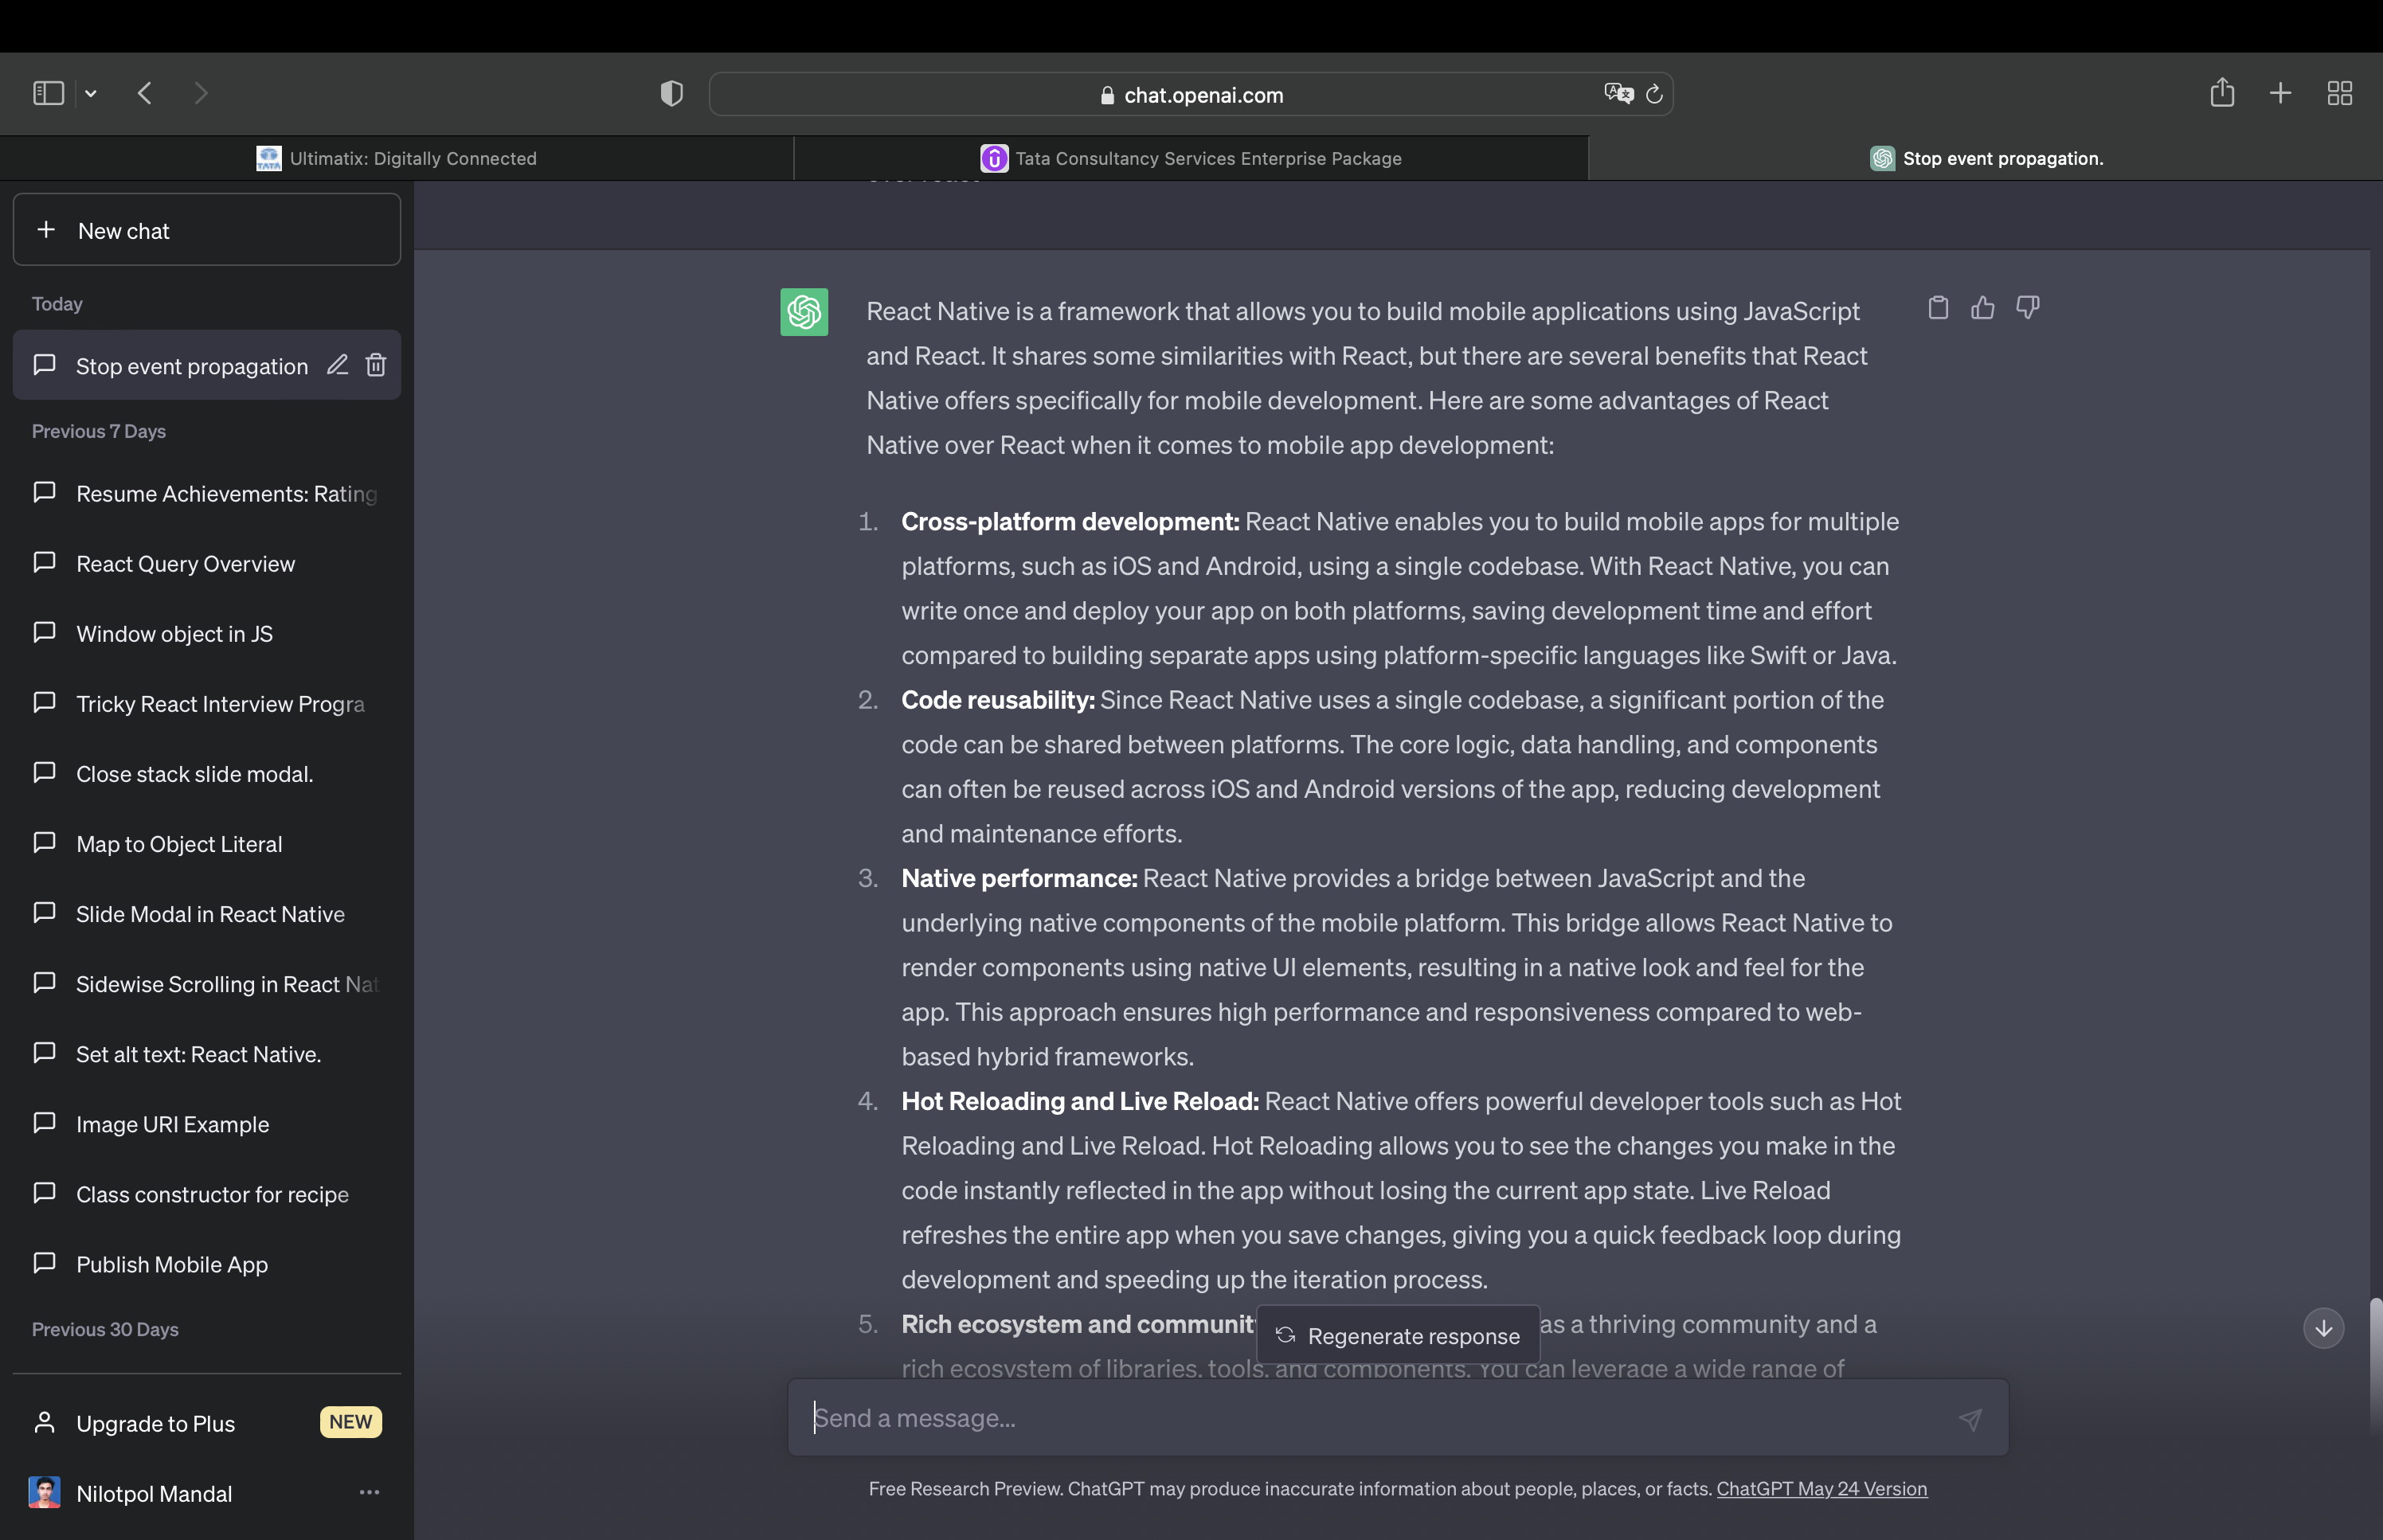 chat.openai.com
Ultimatix: Digitally Connected
Tata Consultancy Services Enterprise Package
Stop event propagation.
New chat
Today
Stop event propagation
Previous 7 Days
Resume Achievements: Rating
React Query Overview
Window object in JS
Tricky React Interview Progra
Close stack slide modal.
Map to Object Literal
Slide Modal in React Native
Sidewise Scrolling in React Nat
Set alt text: React Native.
Image URI Example
Class constructor for recipe
Publish Mobile App
Previous 30 Days
Upgrade to Plus NEW
Nilotpol Mandal
React Native is a framework that allows you to build mobile applications using JavaScript
and React. It shares some similarities with React, but there are several benefits that React
Native offers specifically for mobile development. Here are some advantages of React
Native over React when it comes to mobile app development:
1. Cross-platform development: React Native enables you to build mobile apps for multiple
platforms, such as iOS and Android, using a single codebase. With React Native, you can
write once and deploy your app on both platforms, saving development time and effort
compared to building separate apps using platform-specific languages like Swift or Java.
2. Code reusability: Since React Native uses a single codebase, a significant portion of the
code can be shared between platforms. The core logic, data handling, and components
can often be reused across iOS and Android versions of the app, reducing development
and maintenance efforts.
3. Native performance: React Native provides a bridge between JavaScript and the
underlying native components of the mobile platform. This bridge allows React Native to
render components using native UI elements, resulting in a native look and feel for the
app. This approach ensures high performance and responsiveness compared to web-
based hybrid frameworks.
4. Hot Reloading and Live Reload: React Native offers powerful developer tools such as Hot
Reloading and Live Reload. Hot Reloading allows you to see the changes you make in the
code instantly reflected in the app without losing the current app state. Live Reload
refreshes the entire app when you save changes, giving you a quick feedback loop during
development and speeding up the iteration process.
5. Rich ecosystem and communit as a thriving community and a
Regenerate response
rich ecosystem of libraries, tools, and components. You can leverage a wide range of
Send a message...
Free Research Preview. ChatGPT may produce inaccurate information about people, places, or facts. ChatGPT May 24 Version